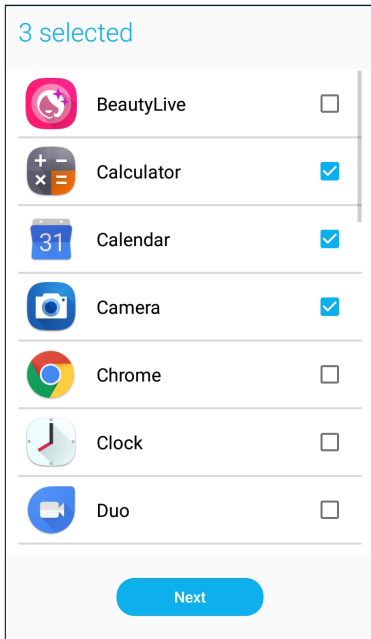 3 selected
BeautyLive
Calculator
31
Calendar
Camera
Chrome
Clock
Duo
Next